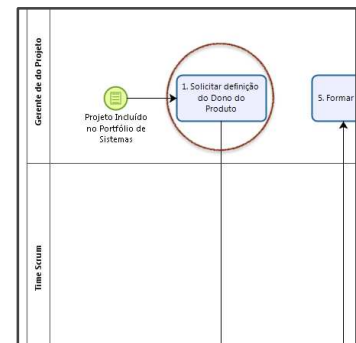 Gerente de do Projeto
1. Solicitar definição
do Dono do
Produto
5. Formar
Projeto Incluído
no Portfólio de
Sistemas
Time Scrum